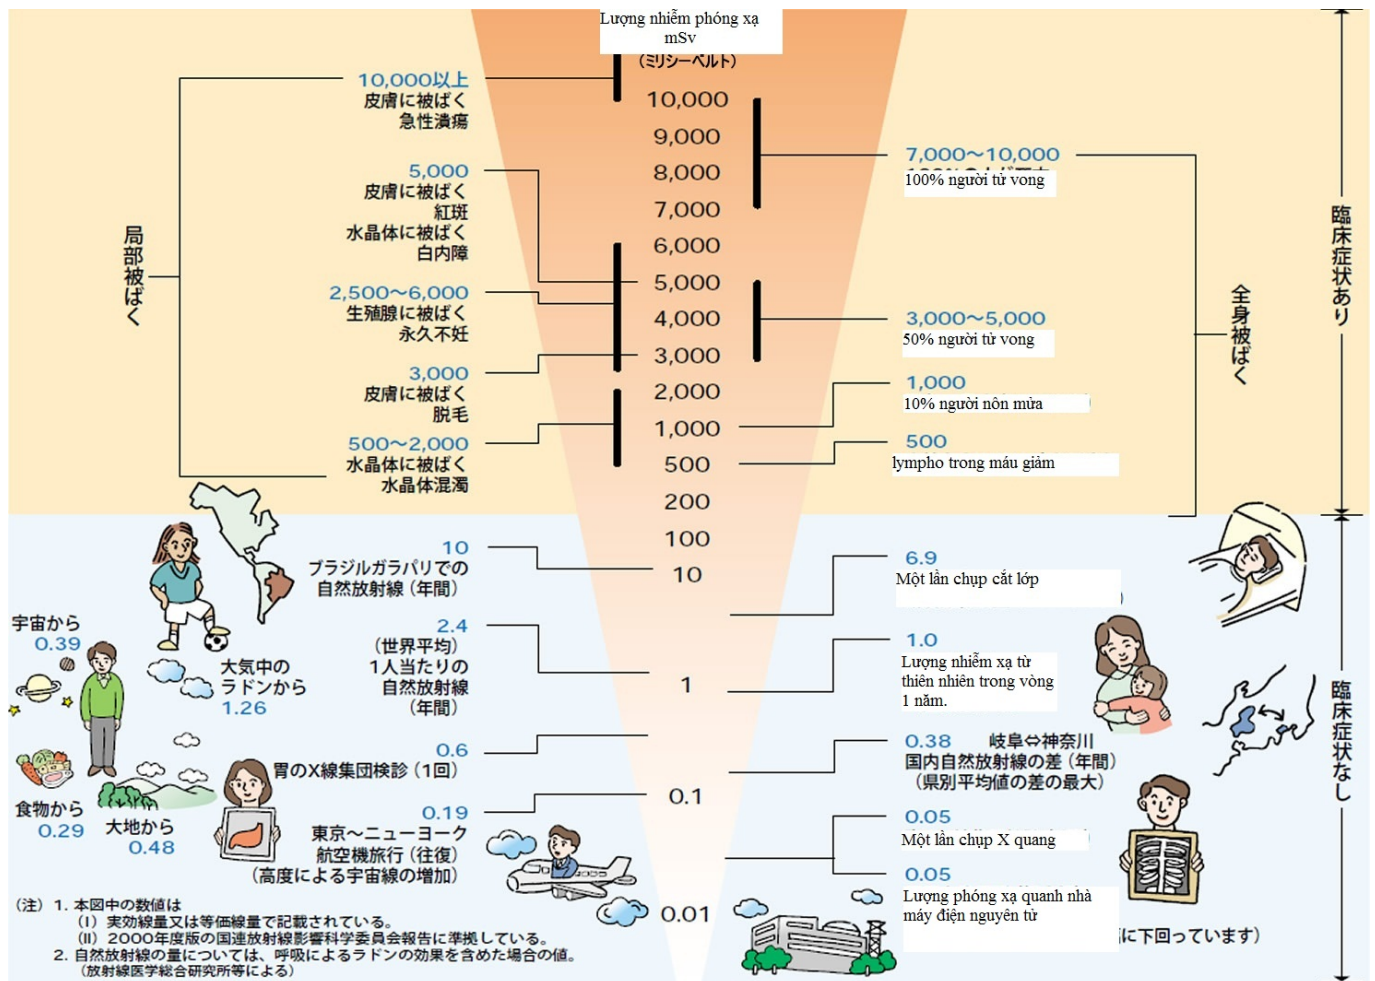 Lượng nhiễm phóng xạ
mSv
(ミリシーベルト)
10,000
9,000
8,000
7,000
6,000
5,000
4,000
3,000
2,000
1,000
500
200
100
10
1
0.1
0.01
局部被ばく
10,000以上
皮膚に被ばく
急性潰瘍
5,000
皮膚に被ばく
紅斑
水晶体に被ばく
白内障
2,500～6,000
生殖腺に被ばく
永久不妊
3,000
皮膚に被ばく
脱毛
500～2,000
水晶体に被ばく
水晶体混濁
7,000～10,000
100% người tử vong
3,000～5,000
50% người tử vong
1,000
10% người nôn mửa
500
lympho trong máu giảm
全身被ばく
臨床症状あり
臨床症状なし
10
ブラジルガラパリでの
自然放射線（年間）
2.4
（世界平均）
1人当たりの
自然放射線
（年間）
宇宙から
0.39
大気中の
ラドンから
1.26
食物から
0.29
大地から
0.48
0.6
胃のX線集団検診（1回）
0.19
東京～ニューヨーク
航空機旅行（往復）
（高度による宇宙線の増加）
6.9
Một lần chụp cắt lớp
1.0
Lượng nhiễm xạ từ
thiên nhiên trong vòng
1 năm.
0.38 岐阜⇔神奈川
国内自然放射線の差（年間）
（県別平均値の差の最大）
0.05
Một lần chụp X quang
0.05
Lượng phóng xạ quanh nhà
máy điện nguyên tử
に下回っています）
（注）1. 本図中の数値は
（Ⅰ）実効線量又は等価線量で記載されている。
（Ⅱ）2000年度版の国連放射線影響科学委員会報告に準拠している。
2. 自然放射線の量については、呼吸によるラドンの効果を含めた場合の値。
（放射線医学総合研究所等による）